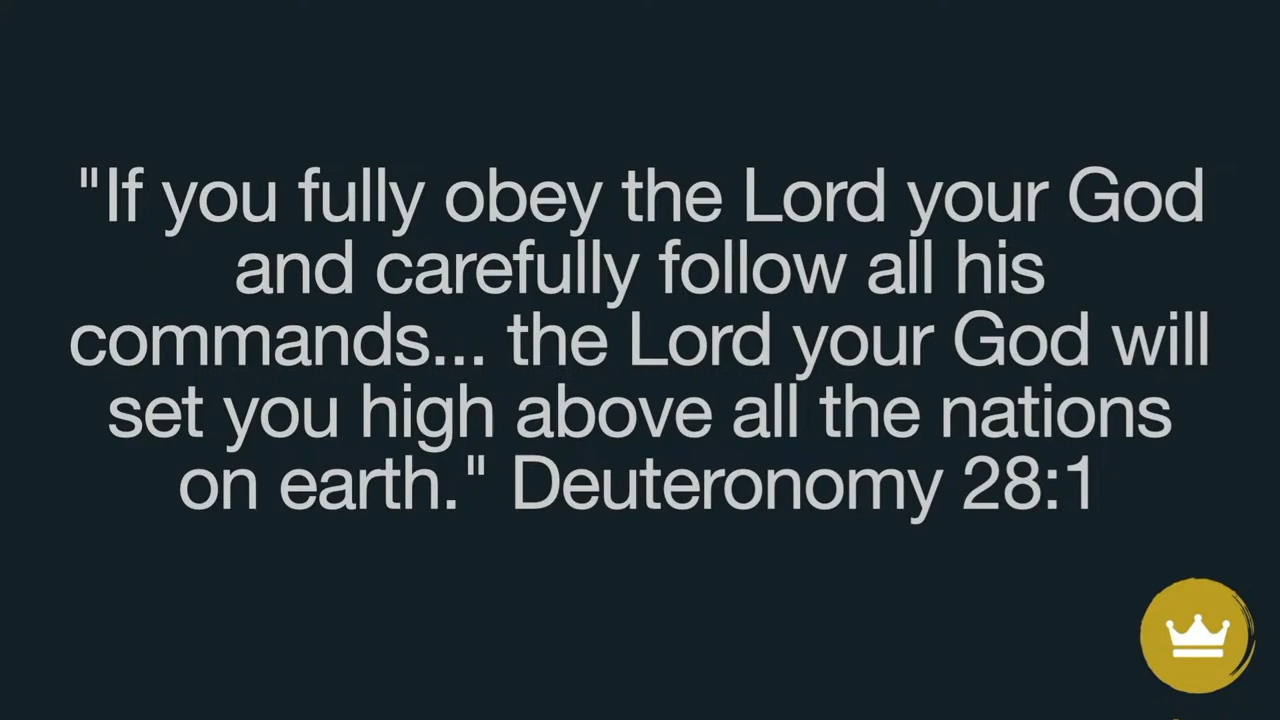 "If you fully obey the Lord your God
and carefully follow all his
commands... the Lord your God will
set you high above all the nations
on earth." Deuteronomy 28:1